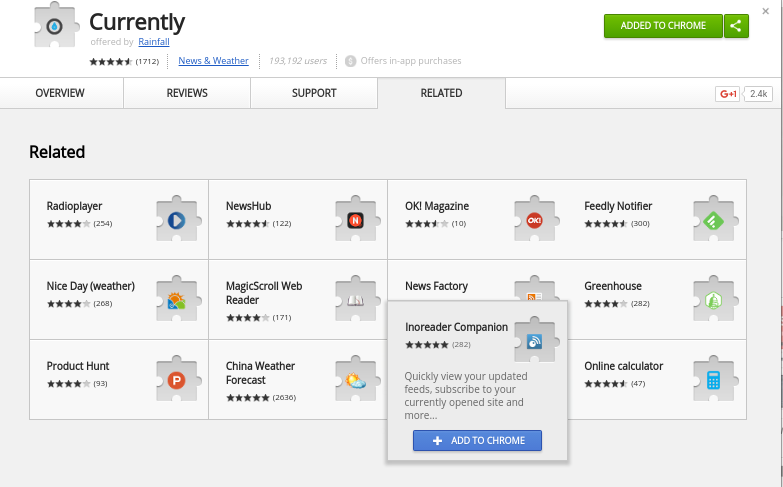 Currently
offered by Rainfall
(1712) News & Weather 193,192 users Offers in-app purchases
ADDED TO CHROME
OVERVIEW REVIEWS SUPPORT RELATED
G+1 2.4k
Related
Radioplayer
(254)
NewsHub
(122)
OK! Magazine
(10)
OK!
Feedly Notifier
(300)
Nice Day (weather)
(268)
MagicScroll Web
Reader
(171)
News Factory
Greenhouse
(282)
Product Hunt
(93)
P
China Weather
Forecast
(2636)
Inoreader Companion
(282)
Quickly view your updated
feeds, subscribe to your
currently opened site and
more...
ADD TO CHROME
Online calculator
(47)